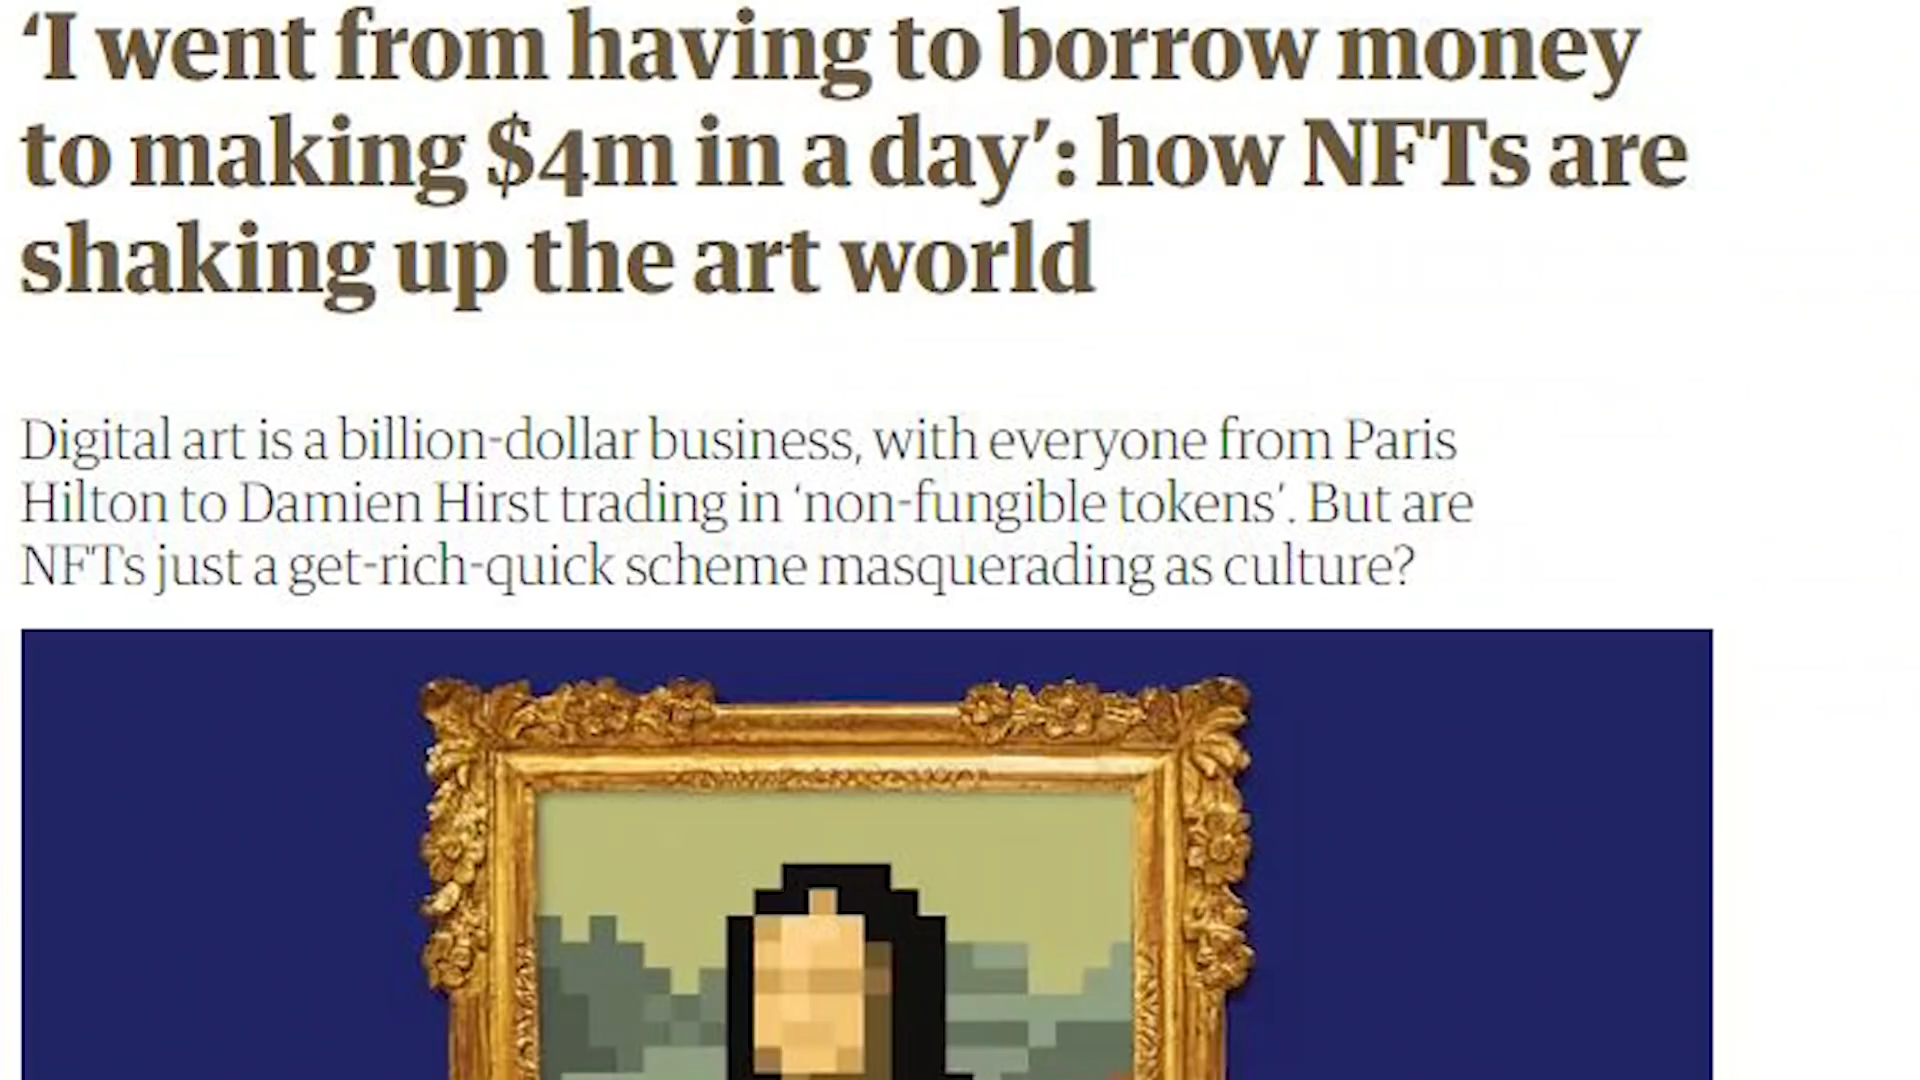 ‘I went from having to borrow money
to making $4m in a day’: how NFTs are
shaking up the art world
Digital art is a billion-dollar business, with everyone from Paris
Hilton to Damien Hirst trading in ‘non-fungible tokens’. But are
NFTs just a get-rich-quick scheme masquerading as culture?